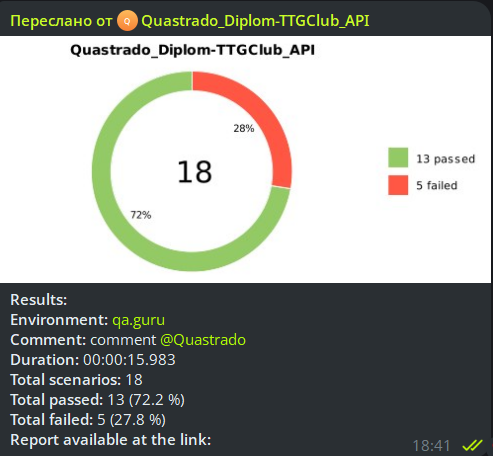 Переслано от Q Quastrado_Diplom-TTGClub_API
Quastrado_Diplom-TTGClub_API
28%
18
72%
13 passed
5 failed
Results:
Environment: qa.guru
Comment: comment @Quastrado
Duration: 00:00:15.983
Total scenarios: 18
Total passed: 13 (72.2 %)
Total failed: 5 (27.8 %)
Report available at the link:
18:41